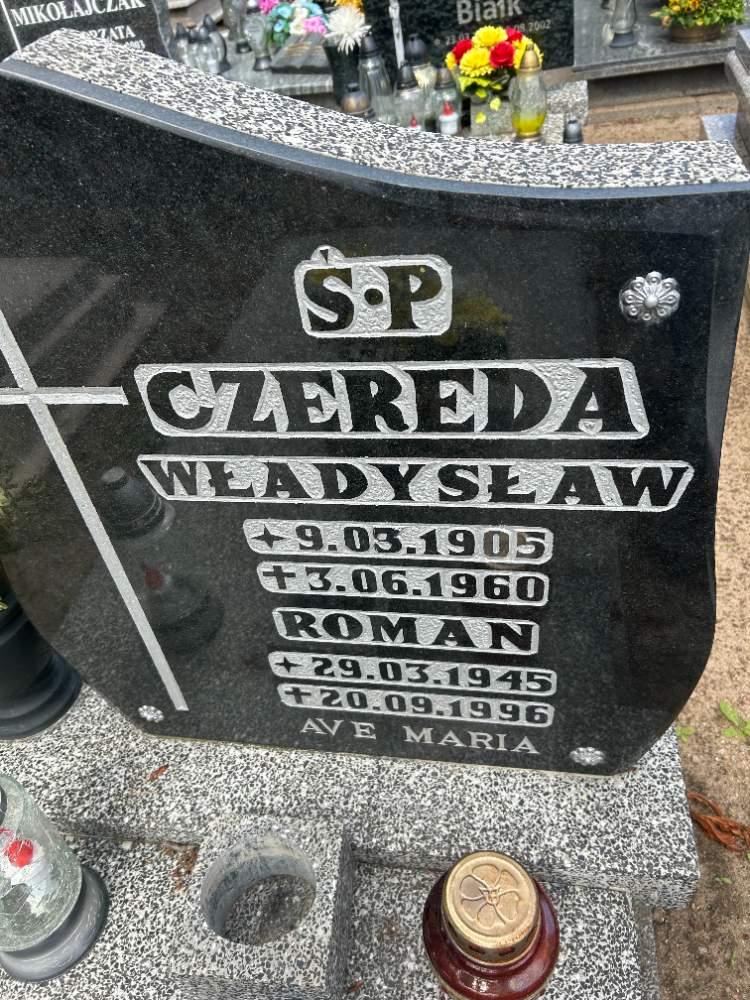 MIKOŁAJCZAK
Białk
Ś.P
CZEREDA
WŁADYSŁAW
9.03.1905
3.06.1960
ROMAN
29.03.1945
20.09.1996
AVE MARIA